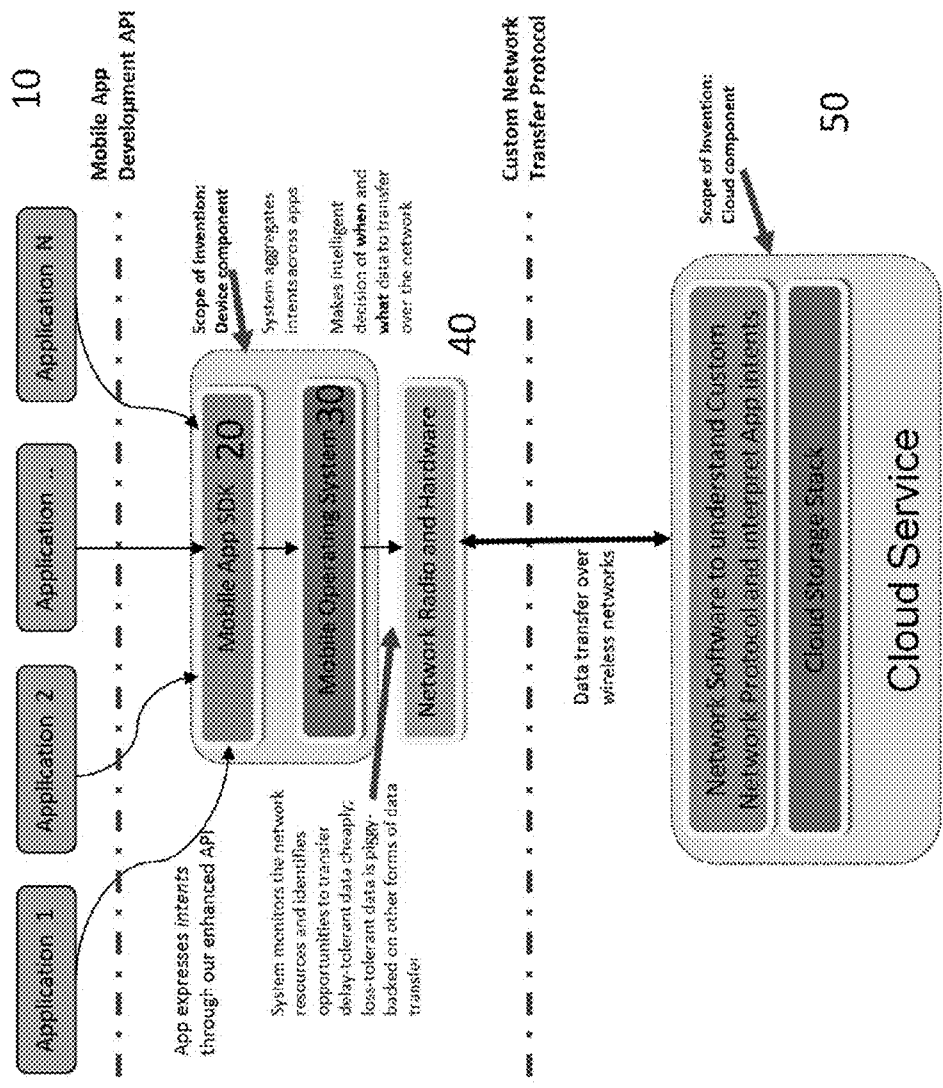 10
Application 1
Application 2
Application ..
Application N
Mobile App
Development API
App expresses intents
through our enhanced API
Scope of Invention:
Device component
Mobile App SDK 20
System aggregates
intents across apps
Mobile Operating System 30
Makes intelligent
decision of when and
what data to transfer
over the network
System monitors the network
resources and identifies
opportunities to transfer
delay-tolerant data cheaply;
loss-tolerant data is piggy-
backed on other forms of data
transfer
Network Radio and Hardware
40
Custom Network
Transfer Protocol
Data transfer over
wireless networks
Scope of Invention:
Cloud component
Network Software to understand Custom
Network Protocol and interpret App intents
Cloud Storage Stack
Cloud Service
50